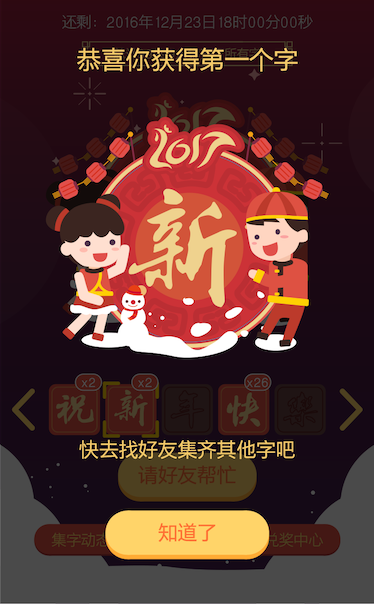 还剩：2016年12月23日18时00分00秒
恭喜你获得第一个字
2017
新
x2 x2 x26
祝 新 年 快 乐
快去找好友集齐其他字吧
请好友帮忙
知道了
集字动态 兑奖中心